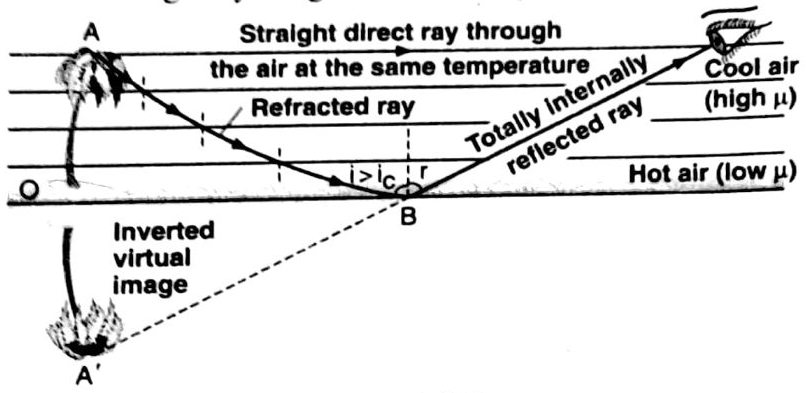 A
Straight direct ray through
the air at the same temperature
Cool air
(high μ)
Refracted ray
Totally Internally
reflected ray
i > iC
r
Hot air (low μ)
O
B
Inverted
virtual
image
A'